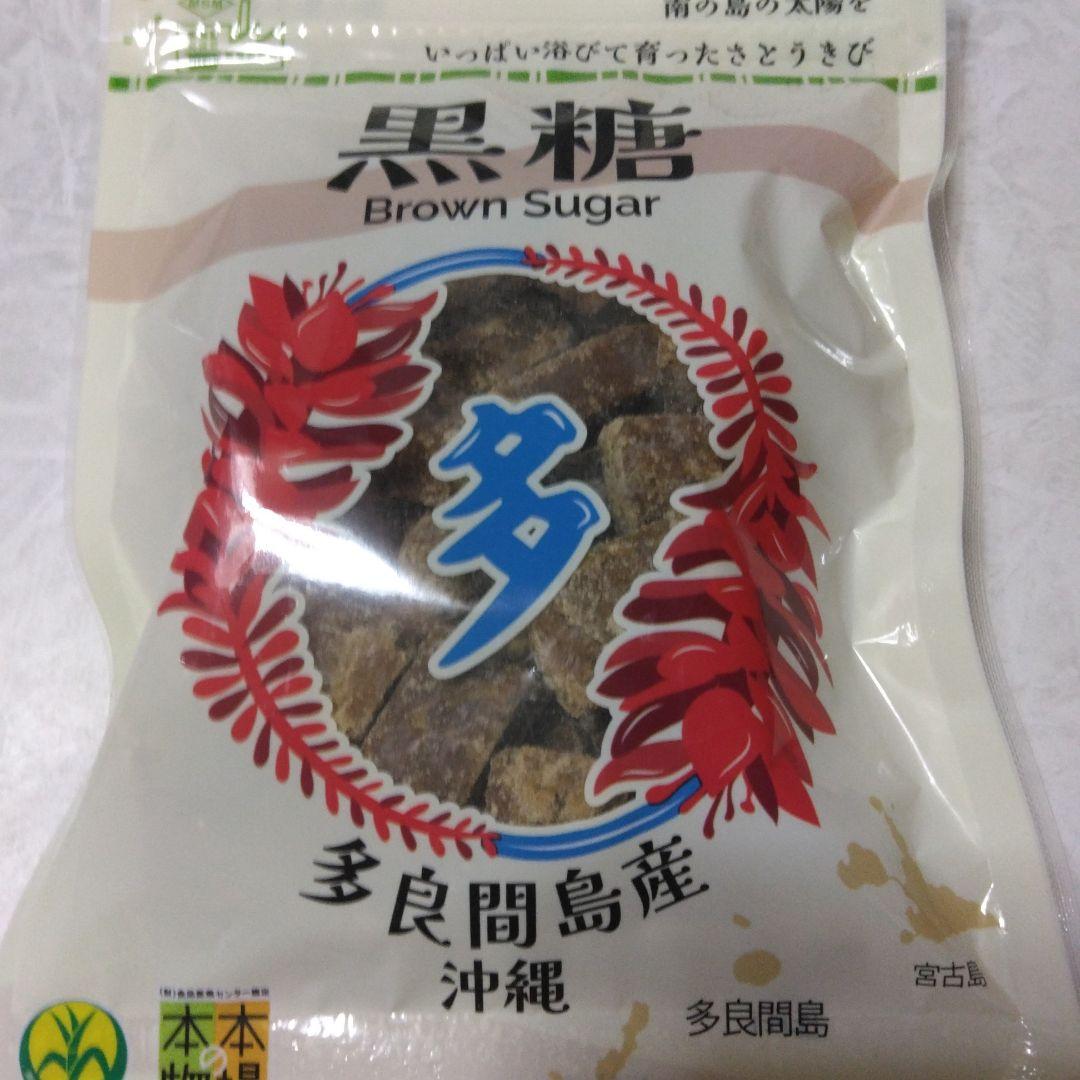 南の島の太陽を
いっぱい浴びて育ったさとうきび
黒糖
Brown Sugar
多
多良間島産
沖縄
宮古島
多良間島
本の本